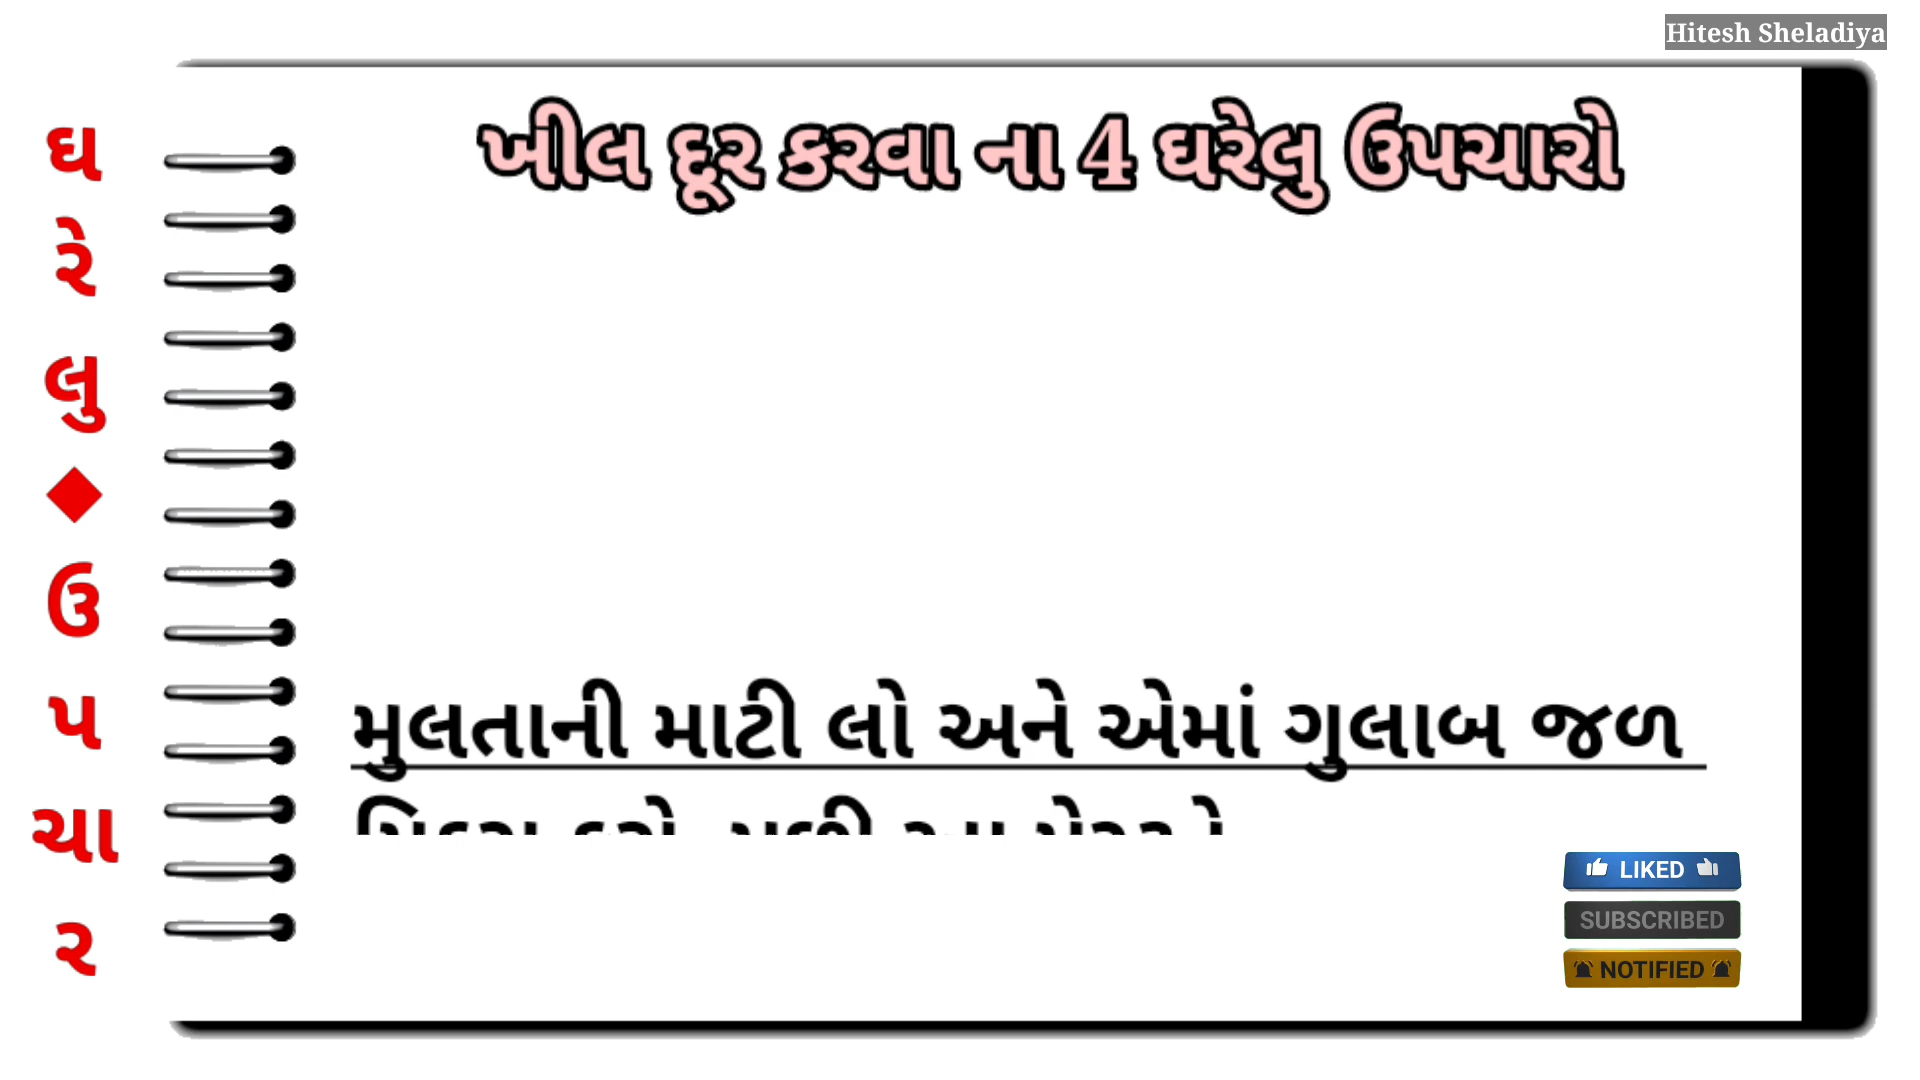 Hitesh Sheladiya
ખીલ દૂર કરવા ના 4 ઘરેલુ ઉપચારો
ઘ
રે
લુ
◆
ઉ
પ
ચા
ર
મુલતાની માટી લો અને એમાં ગુલાબ જળ
LIKED
SUBSCRIBED
NOTIFIED